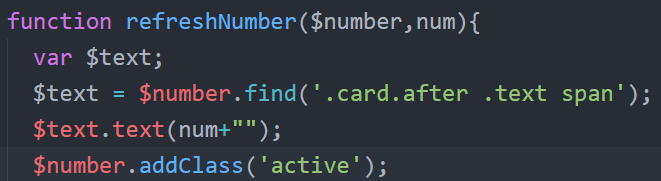 function refreshNumber($number,num){
var $text;
$text = $number.find('.card.after .text span');
$text.text(num+"");
$number.addClass('active');